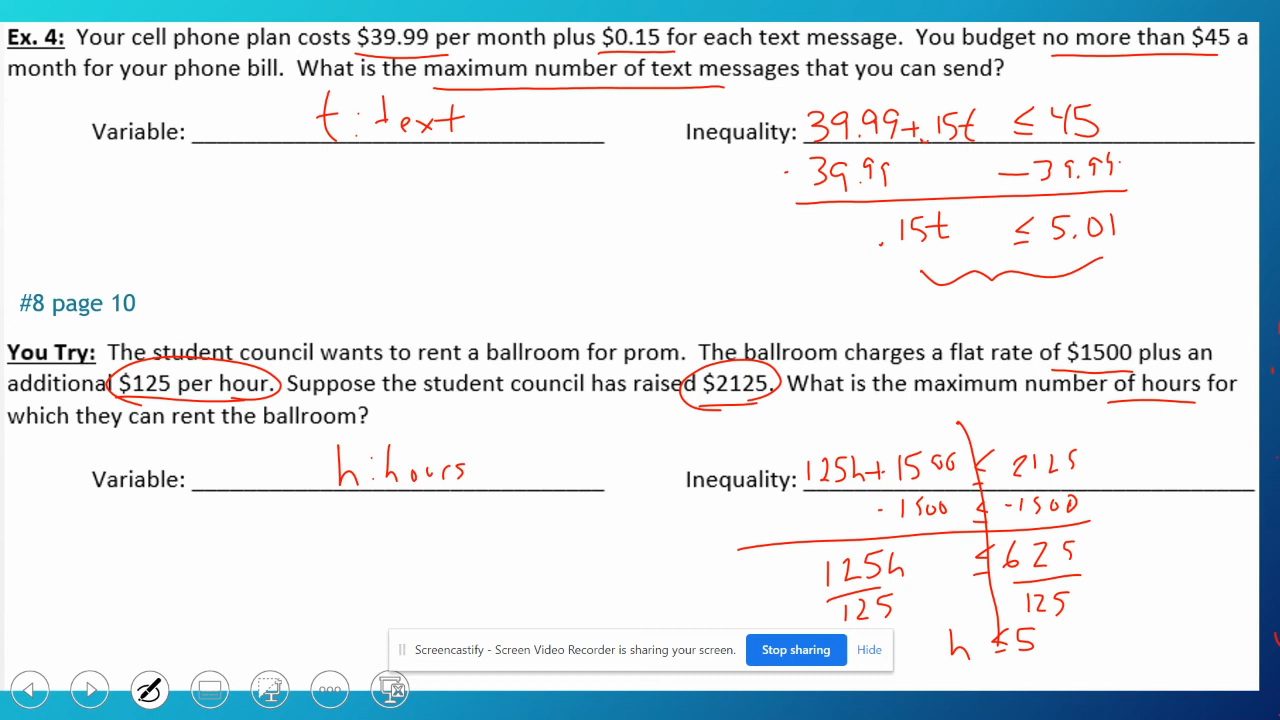 Ex. 4: Your cell phone plan costs $39.99 per month plus $0.15 for each text message. You budget no more than $45 a
month for your phone bill. What is the maximum number of text messages that you can send?
Variable: t: text
Inequality: 39.99+.15t ≤ 45
- 39.99 -39.99
.15t ≤ 5.01
#8 page 10
You Try: The student council wants to rent a ballroom for prom. The ballroom charges a flat rate of $1500 plus an
additional $125 per hour. Suppose the student council has raised $2125. What is the maximum number of hours for
which they can rent the ballroom?
Variable: h: hours
Inequality: 125h+1500 ≤ 2125
-1500 ≤ -1500
125h ≤ 625
125 125
h ≤ 5
Screencastify - Screen Video Recorder is sharing your screen. Stop sharing Hide